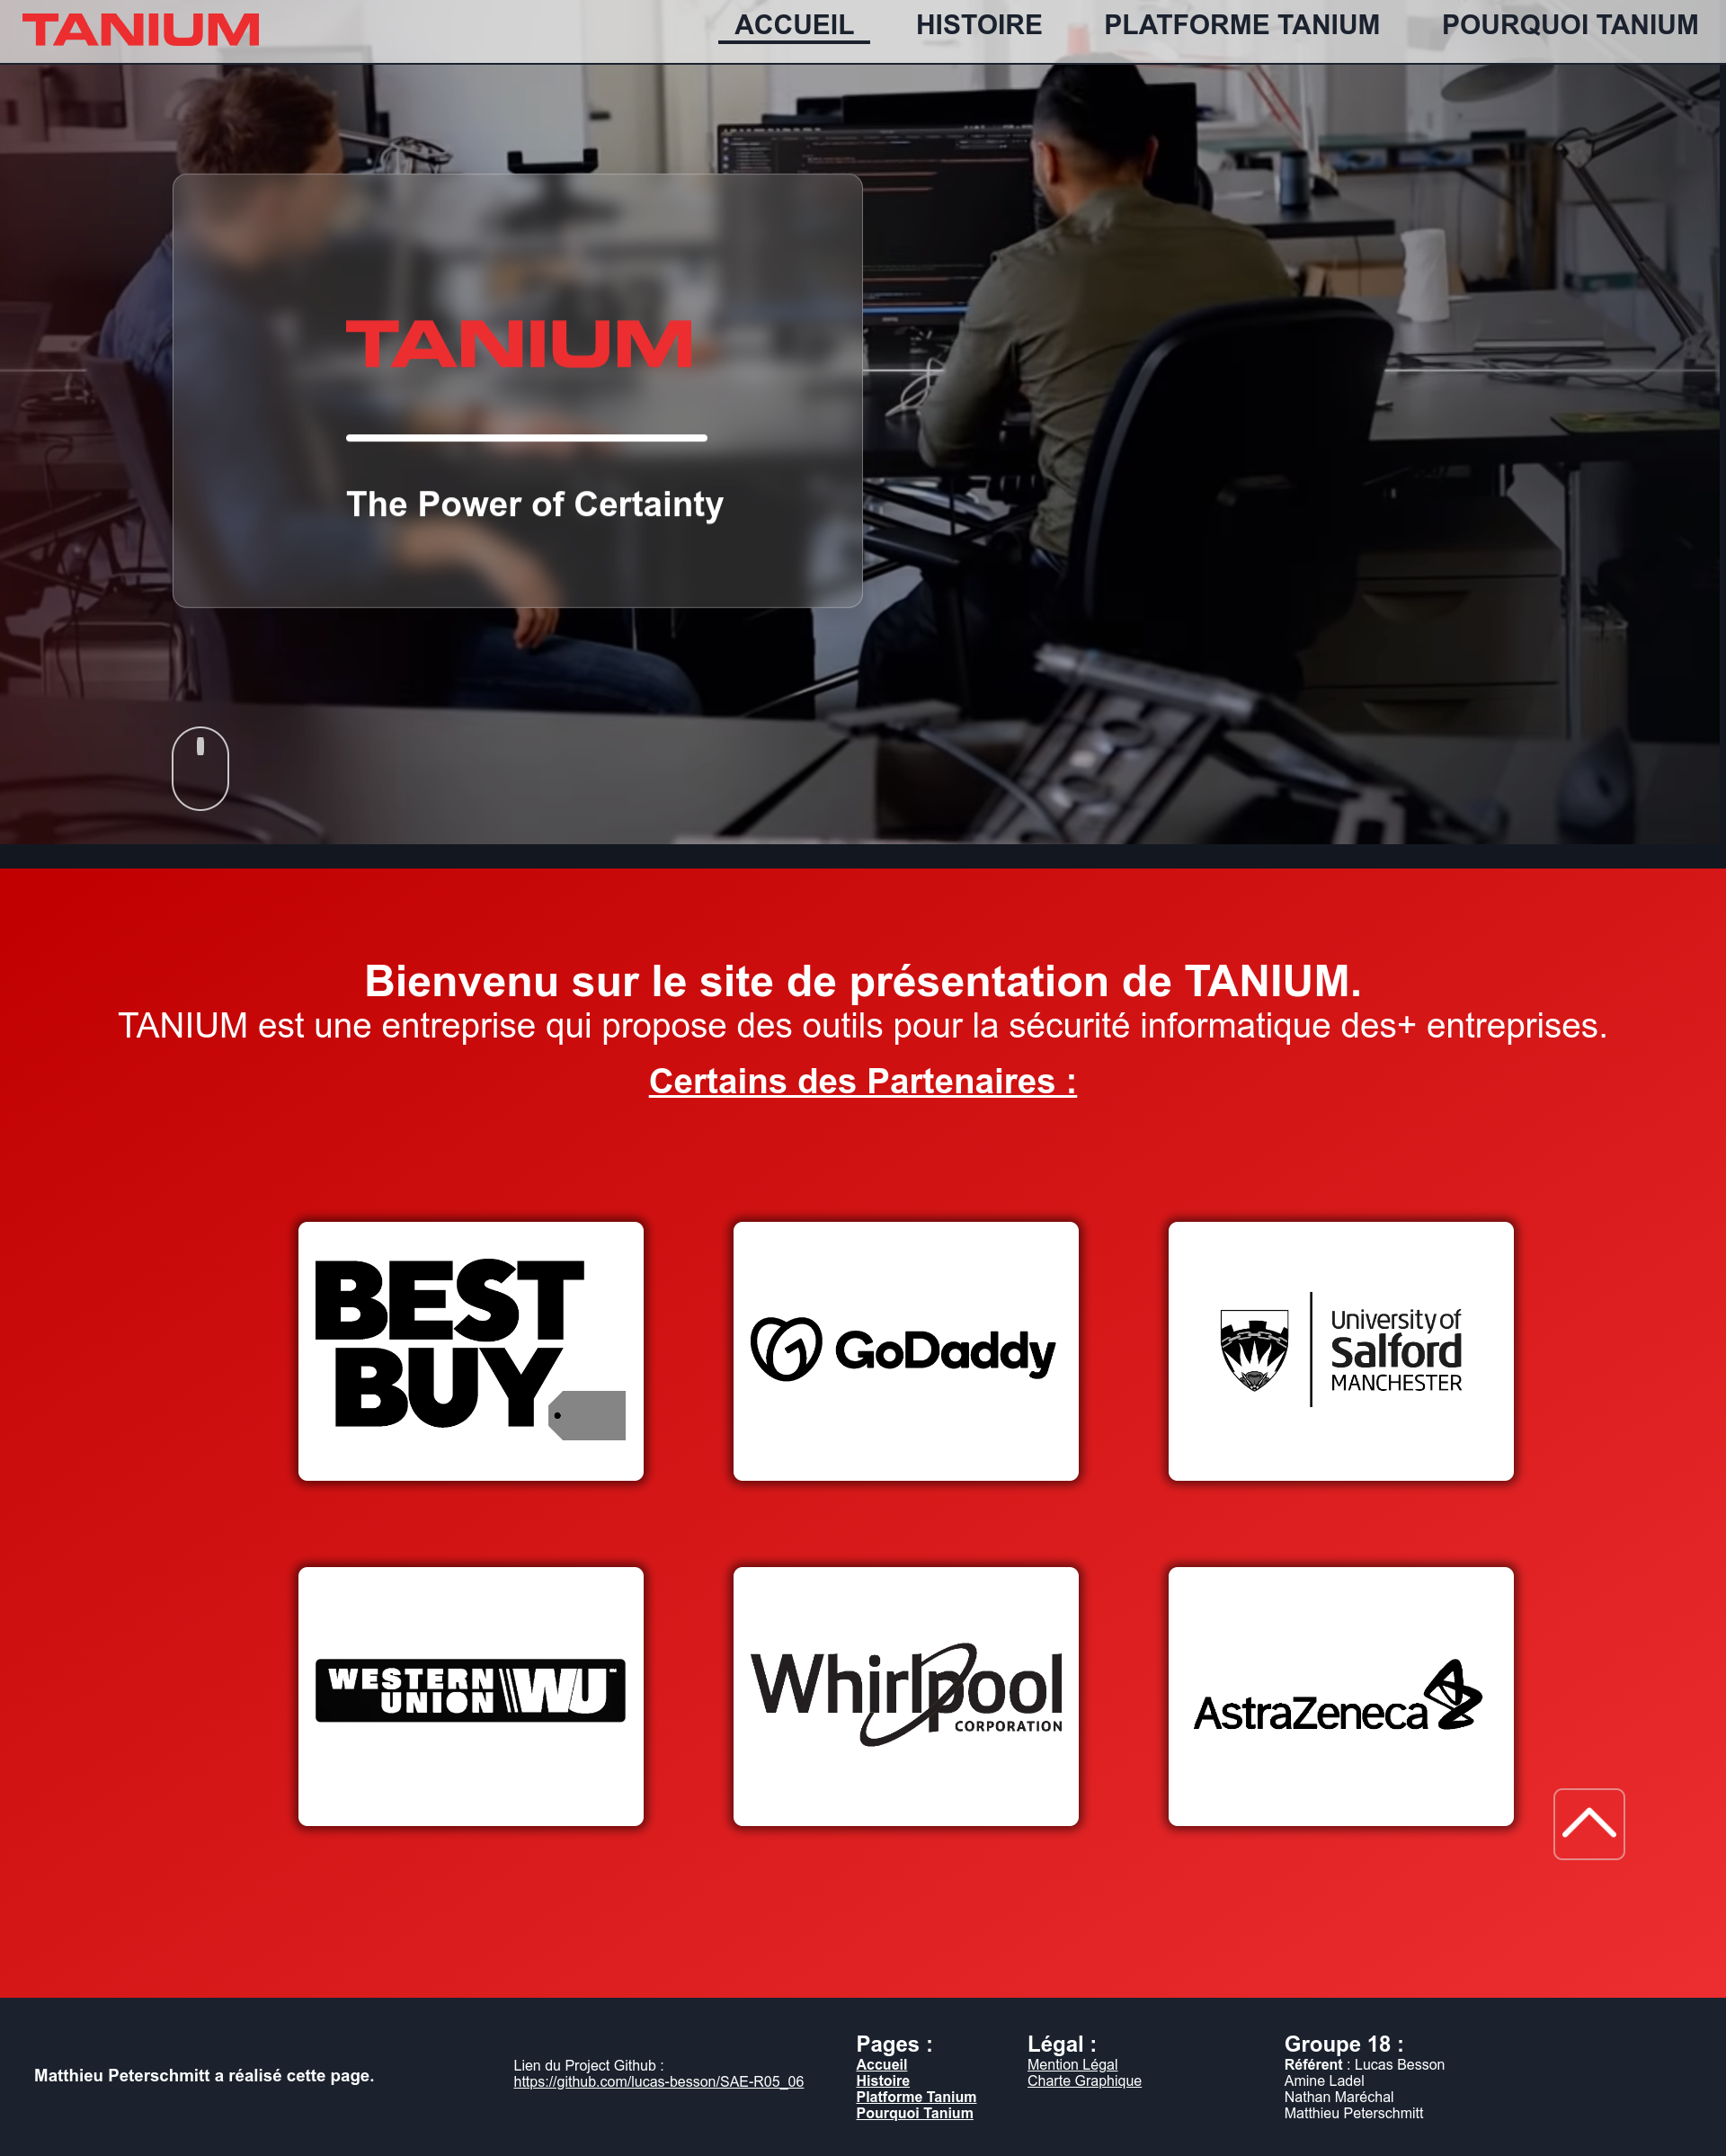 TANIUM
ACCUEIL HISTOIRE PLATFORME TANIUM POURQUOI TANIUM
TANIUM
The Power of Certainty
Bienvenu sur le site de présentation de TANIUM.
TANIUM est une entreprise qui propose des outils pour la sécurité informatique des+ entreprises.
Certains des Partenaires :
BEST
BUY
GoDaddy
University of
Salford
MANCHESTER
WESTERN
UNION WU
Whirlpool
CORPORATION
AstraZeneca
Matthieu Peterschmitt a réalisé cette page.
Lien du Project Github :
https://github.com/lucas-besson/SAE-R05_06
Pages :
Accueil
Histoire
Platforme Tanium
Pourquoi Tanium
Légal :
Mention Légal
Charte Graphique
Groupe 18 :
Référent : Lucas Besson
Amine Ladel
Nathan Maréchal
Matthieu Peterschmitt